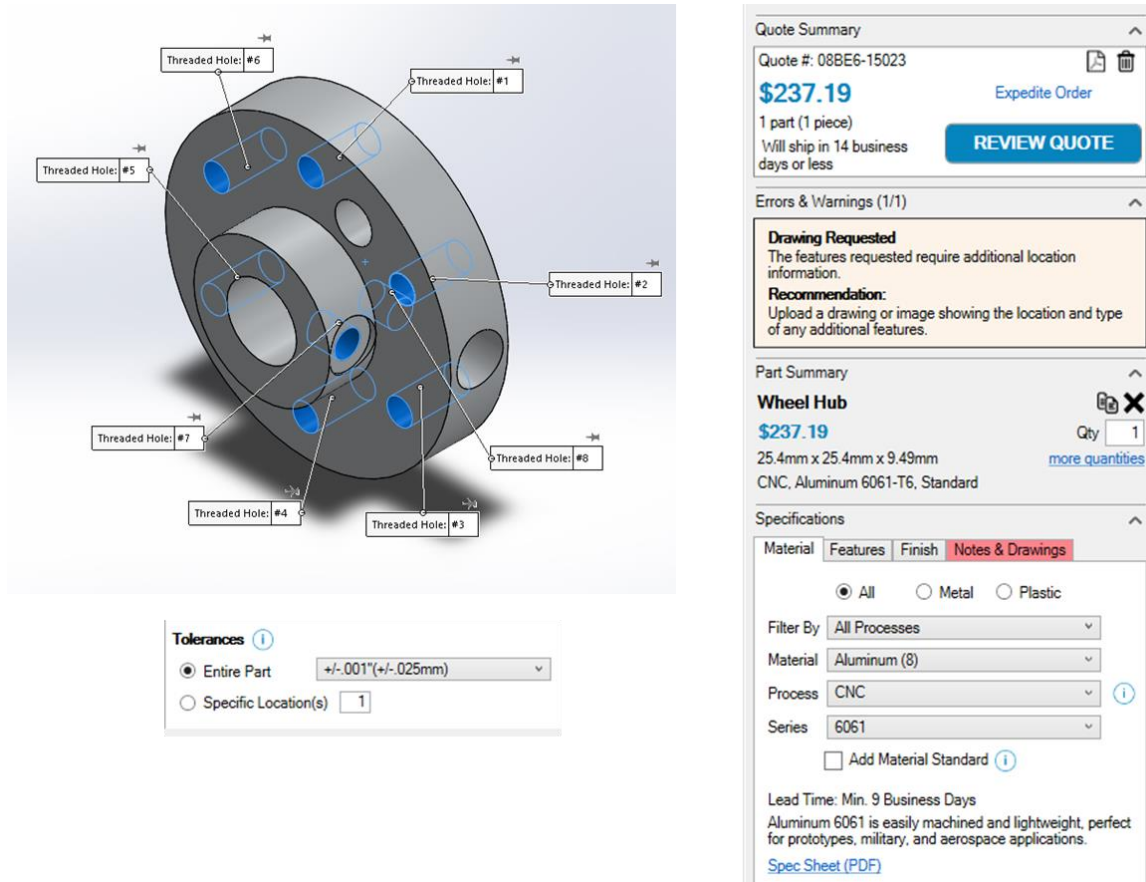 Threaded Hole: #6
Threaded Hole: #1
Threaded Hole: #5
Threaded Hole: #2
Threaded Hole: #7
Threaded Hole: #8
Threaded Hole: #4
Threaded Hole: #3
Tolerances
Entire Part +/-.001"(+/-.025mm)
Specific Location(s) 1
Quote Summary
Quote #: 08BE6-15023
$237.19 Expedite Order
1 part (1 piece)
Will ship in 14 business
days or less
REVIEW QUOTE
Errors & Warnings (1/1)
Drawing Requested
The features requested require additional location
information.
Recommendation:
Upload a drawing or image showing the location and type
of any additional features.
Part Summary
Wheel Hub
$237.19 Qty 1
25.4mm x 25.4mm x 9.49mm more quantities
CNC, Aluminum 6061-T6, Standard
Specifications
Material Features Finish Notes & Drawings
All Metal Plastic
Filter By All Processes
Material Aluminum (8)
Process CNC
Series 6061
Add Material Standard
Lead Time: Min. 9 Business Days
Aluminum 6061 is easily machined and lightweight, perfect
for prototypes, military, and aerospace applications.
Spec Sheet (PDF)